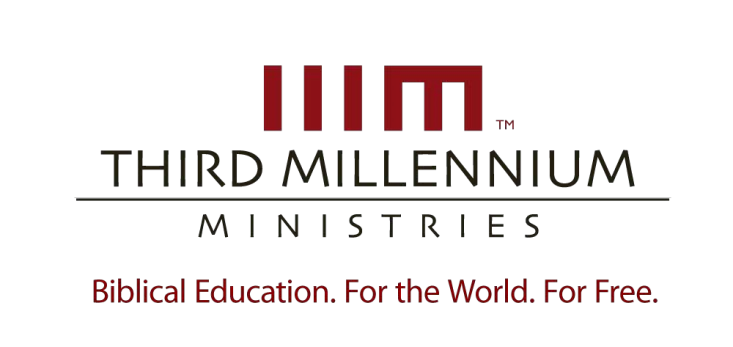 IIIM™
THIRD MILLENNIUM
MINISTRIES
Biblical Education. For the World. For Free.